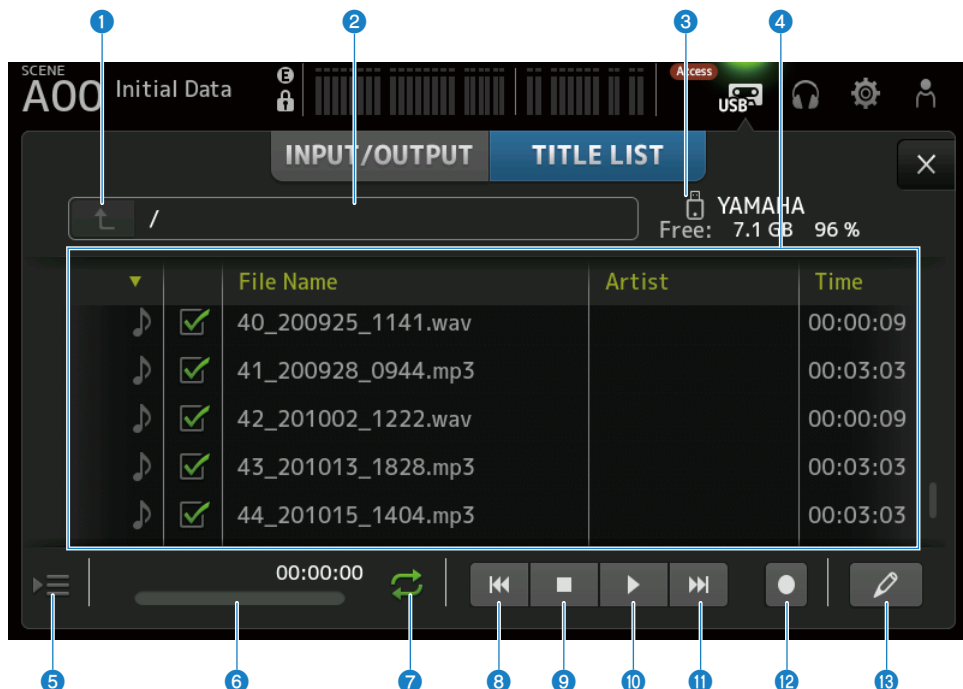 1 2 3 4
SCENE
A00 Initial Data E Access USB
INPUT/OUTPUT TITLE LIST
/ YAMAHA
Free: 7.1 GB 96 %
File Name Artist Time
40_200925_1141.wav 00:00:09
41_200928_0944.mp3 00:03:03
42_201002_1222.wav 00:00:09
43_201013_1828.mp3 00:03:03
44_201015_1404.mp3 00:03:03
00:00:00
5 6 7 8 9 10 11 12 13